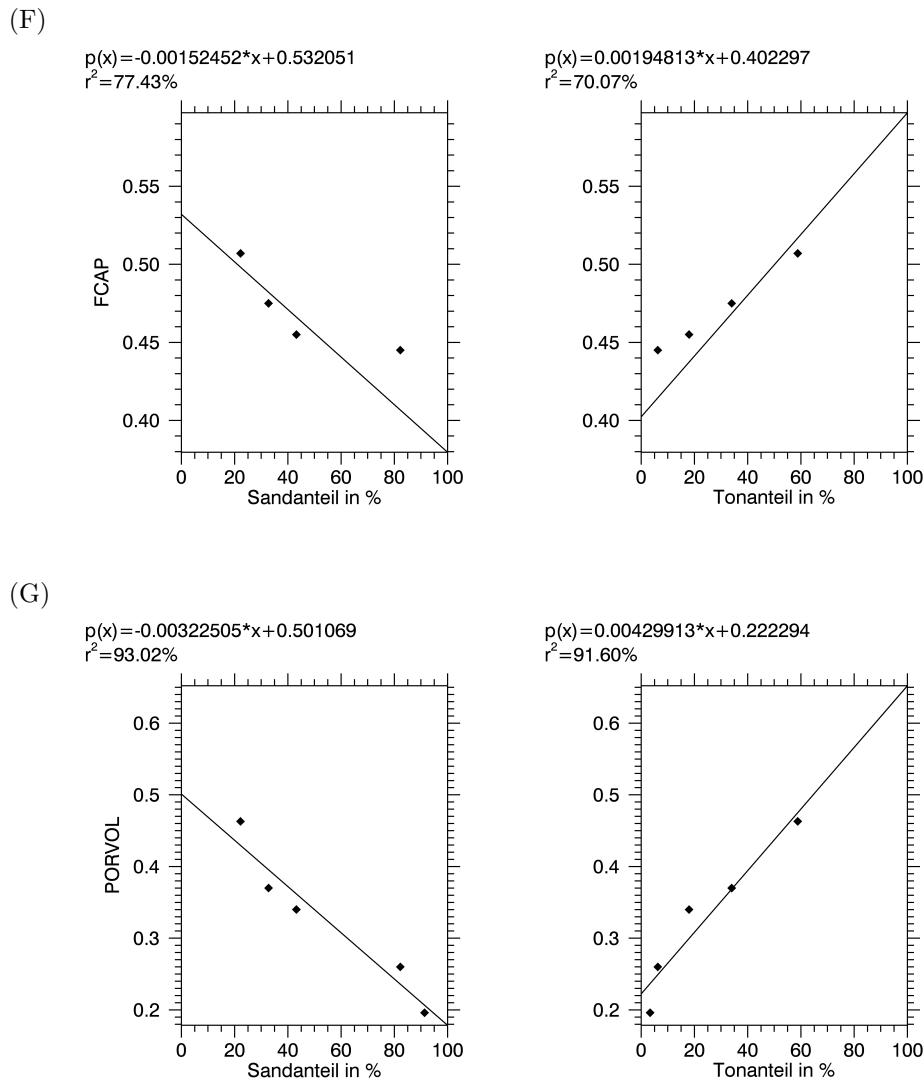 (F)
p(x)=-0.00152452*x+0.532051
r²=77.43%
p(x)=0.00194813*x+0.402297
r²=70.07%
FCAP
0.55
0.50
0.45
0.40
0 20 40 60 80 100
Sandanteil in %
0.55
0.50
0.45
0.40
0 20 40 60 80 100
Tonanteil in %
(G)
p(x)=-0.00322505*x+0.501069
r²=93.02%
p(x)=0.00429913*x+0.222294
r²=91.60%
PORVOL
0.6
0.5
0.4
0.3
0.2
0 20 40 60 80 100
Sandanteil in %
0.6
0.5
0.4
0.3
0.2
0 20 40 60 80 100
Tonanteil in %